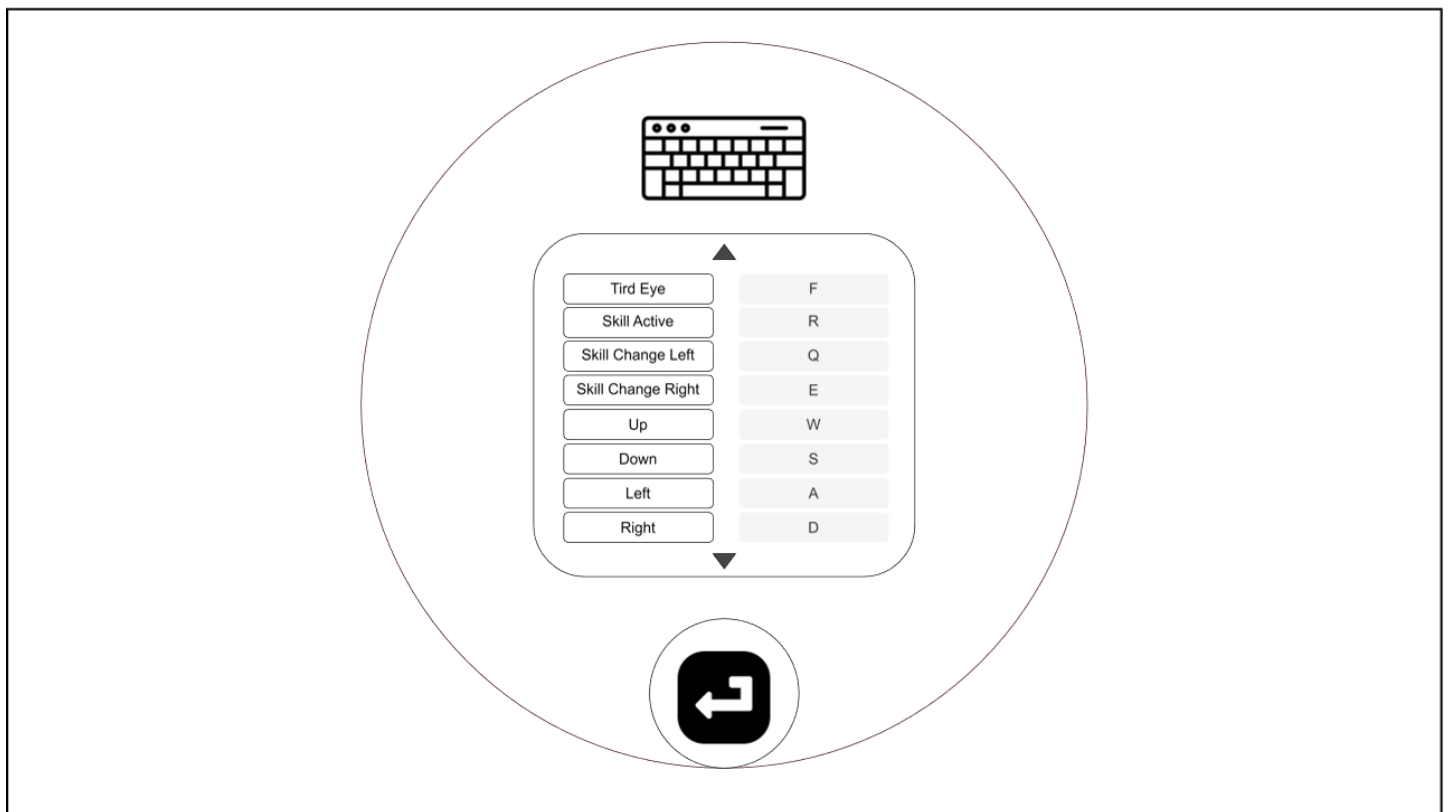 Tird Eye F
Skill Active R
Skill Change Left Q
Skill Change Right E
Up W
Down S
Left A
Right D